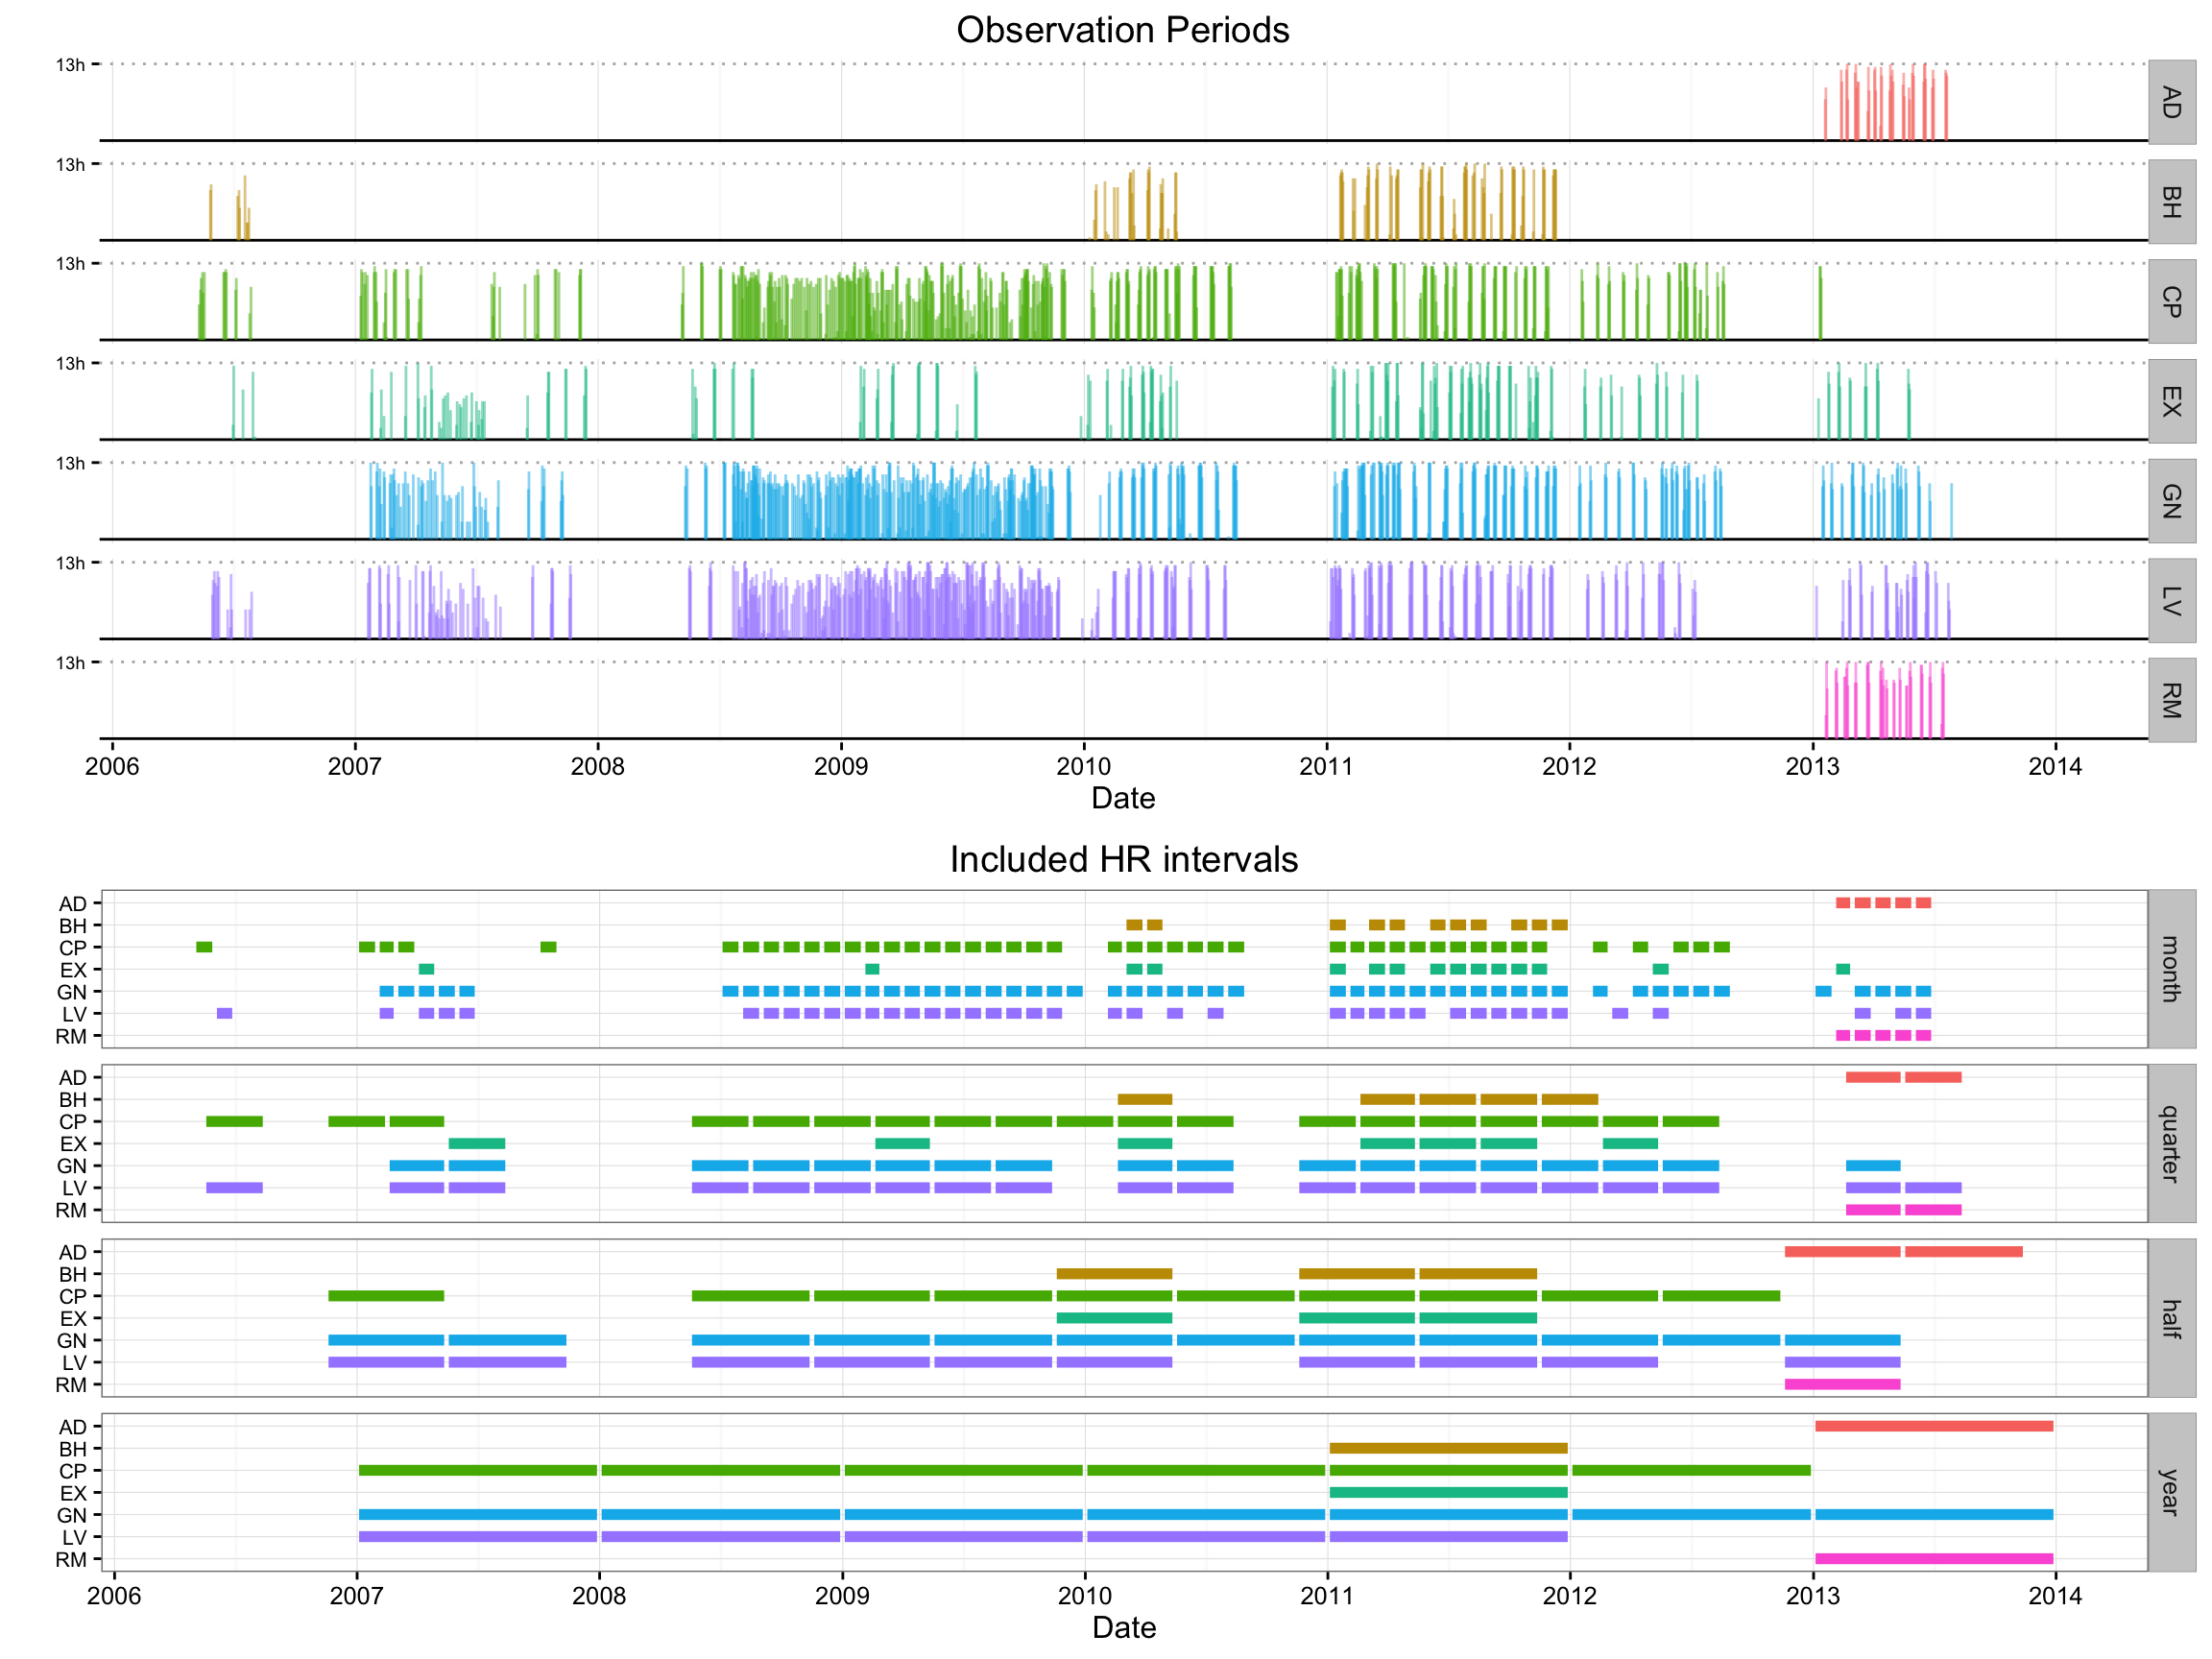 Observation Periods
13h
AD
13h
BH
13h
CP
13h
EX
13h
GN
13h
LV
13h
RM
2006 2007 2008 2009 2010 2011 2012 2013 2014
Date
Included HR intervals
AD
BH
CP
EX
GN
LV
RM
month
AD
BH
CP
EX
GN
LV
RM
quarter
AD
BH
CP
EX
GN
LV
RM
half
AD
BH
CP
EX
GN
LV
RM
year
2006 2007 2008 2009 2010 2011 2012 2013 2014
Date